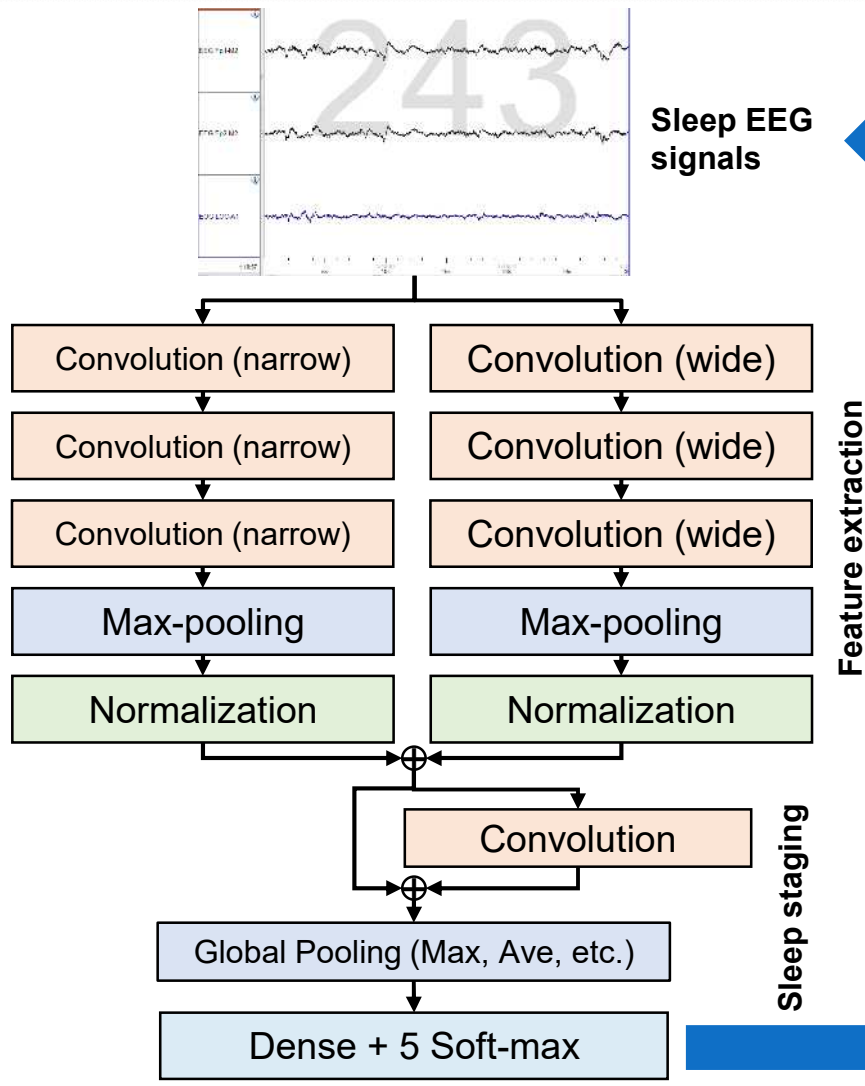 243
Sleep EEG
signals
Convolution (narrow)
Convolution (wide)
Convolution (narrow)
Convolution (wide)
Convolution (narrow)
Convolution (wide)
Max-pooling
Max-pooling
Normalization
Normalization
Feature extraction
Convolution
Sleep staging
Global Pooling (Max, Ave, etc.)
Dense + 5 Soft-max